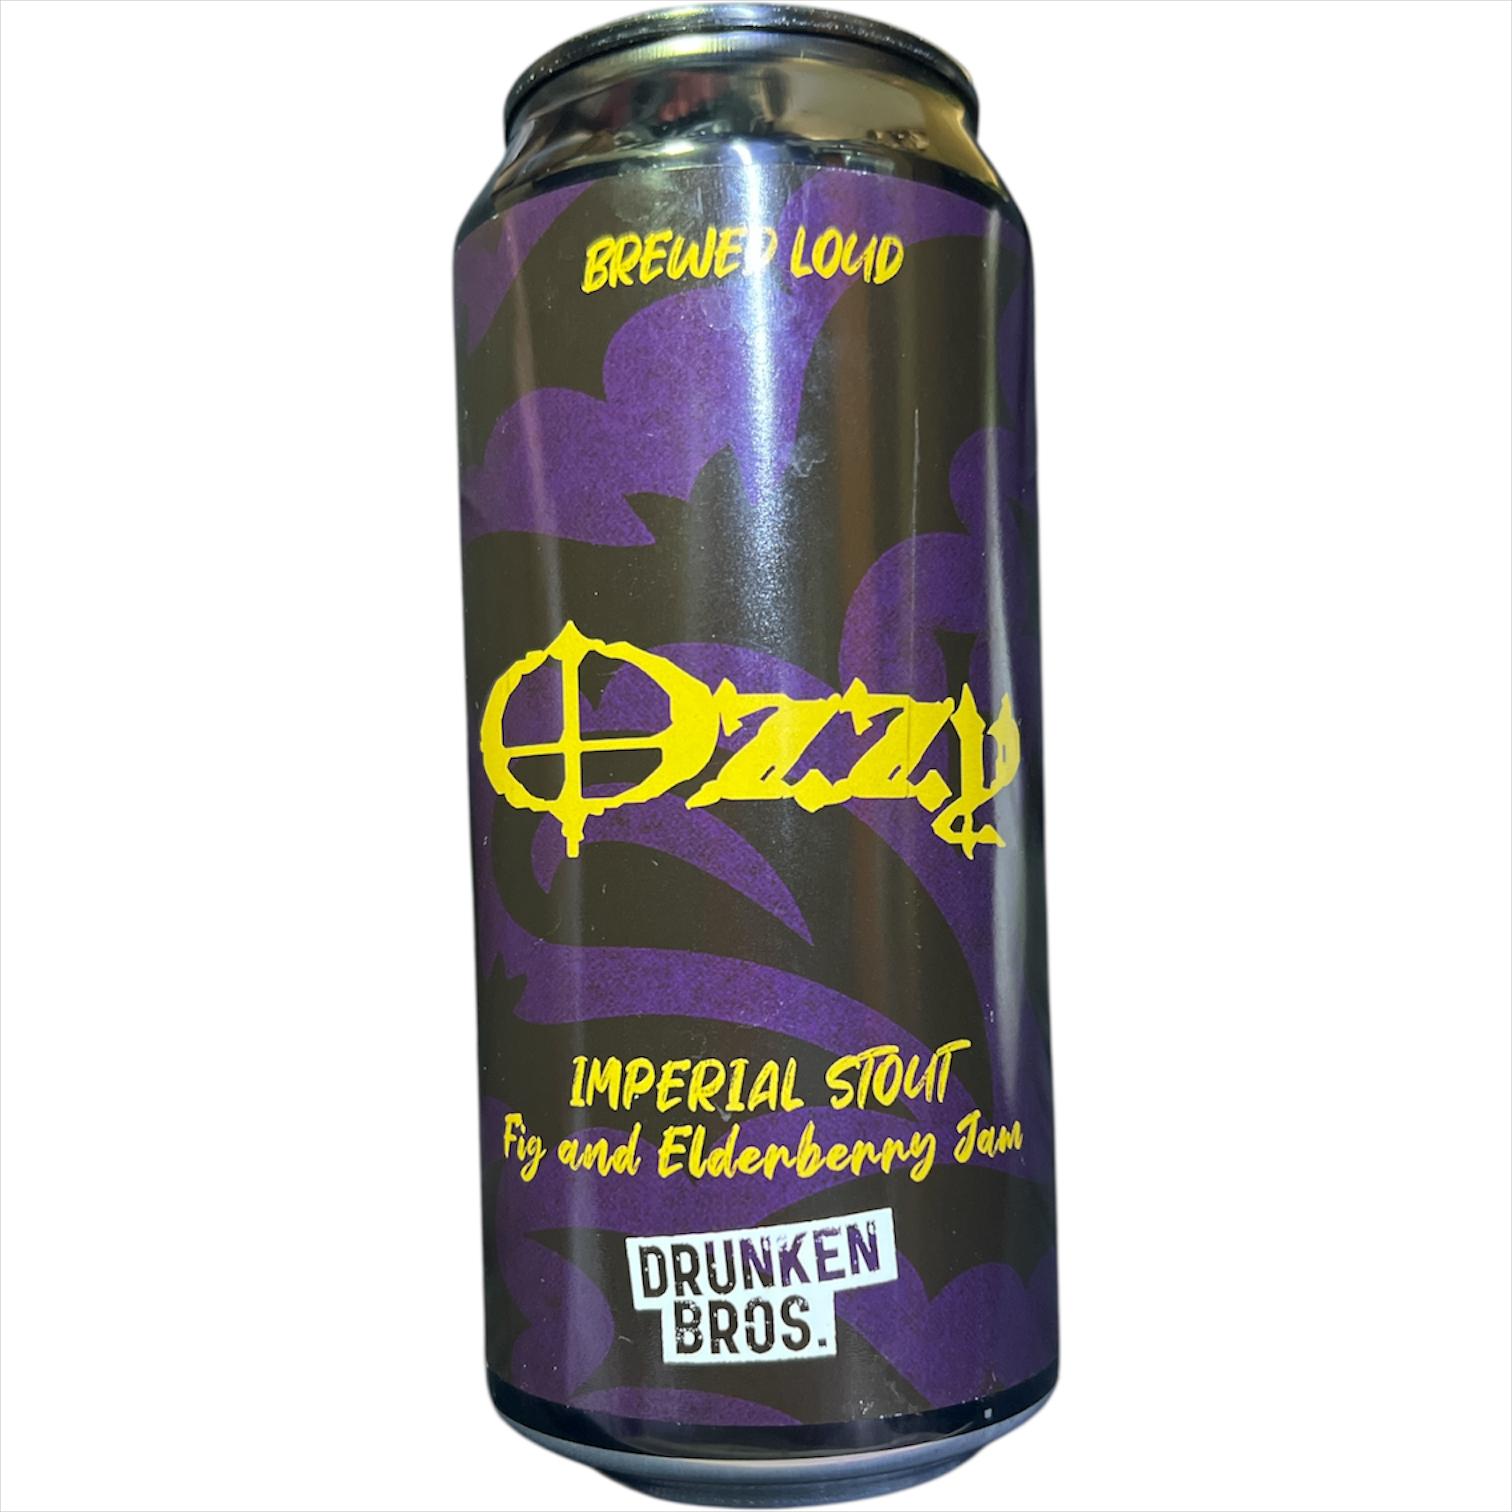 BREWED LOUD
Ozzy
IMPERIAL STOUT
Fig and Elderberry Jam
DRUNKEN
BROS.